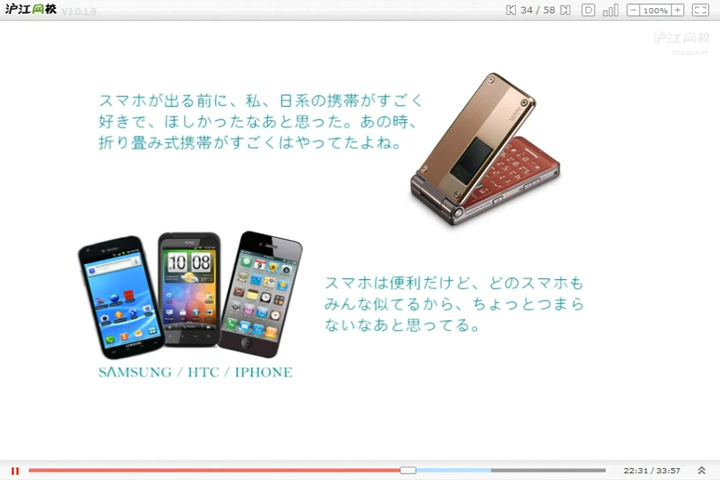 沪江网校 V3.0.1.9
34 / 58
100%
沪江网校
スマホが出る前に、私、日系の携帯がすごく
好きで、ほしかったなあと思った。あの時、
折り畳み式携帯がすごくはやってたよね。
10:08
スマホは便利だけど、どのスマホも
みんな似てるから、ちょっとつまら
ないなあと思ってる。
SAMSUNG / HTC / IPHONE
22:31 / 33:57